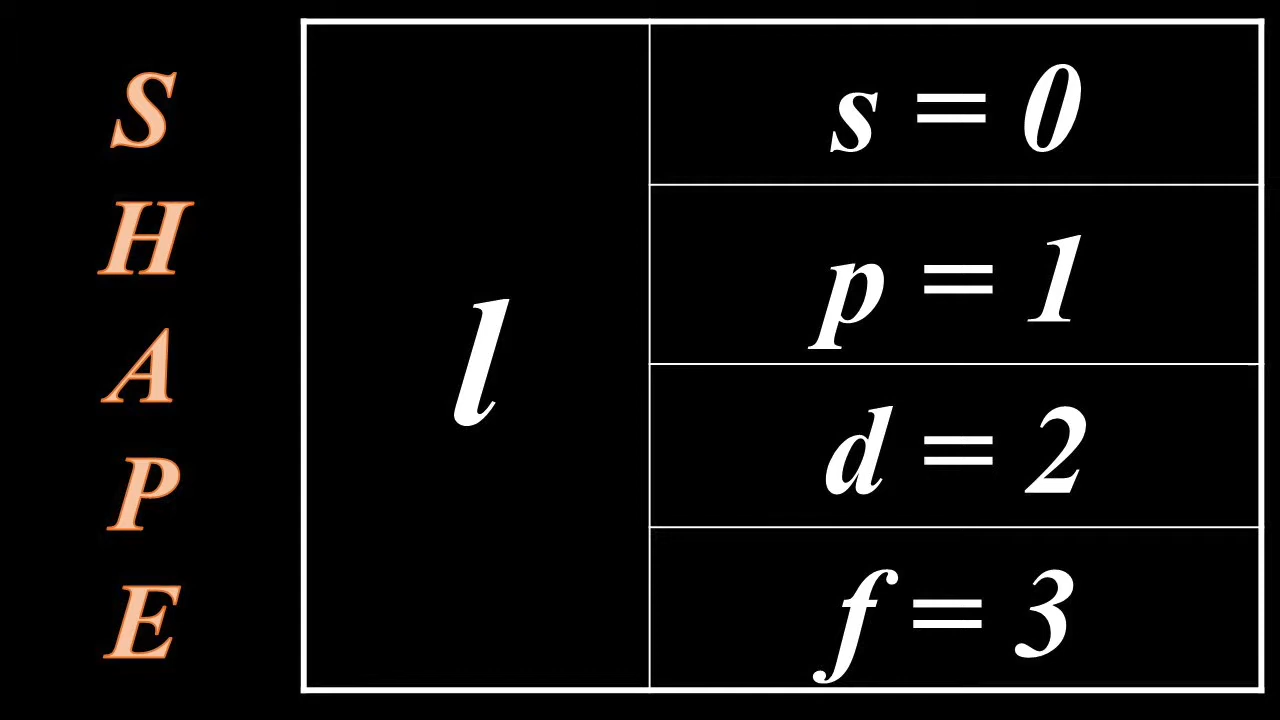 S
H
A
P
E
l
s = 0
p = 1
d = 2
f = 3